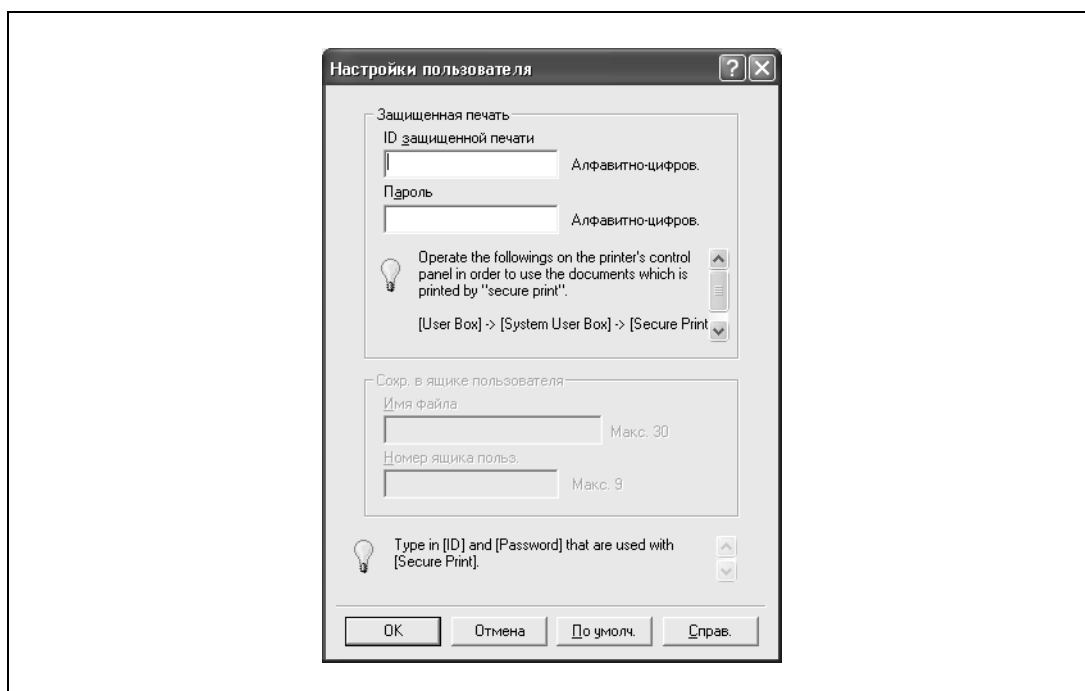 Настройки пользователя
Защищенная печать
ID защищенной печати
Алфавитно-цифров.
Пароль
Алфавитно-цифров.
Operate the followings on the printer's control
panel in order to use the documents which is
printed by "secure print".
[User Box] -> [System User Box] -> [Secure Print
Сохр. в ящике пользователя
Имя файла
Макс. 30
Номер ящика польз.
Макс. 9
Type in [ID] and [Password] that are used with
[Secure Print].
OK Отмена По умолч. Справ.